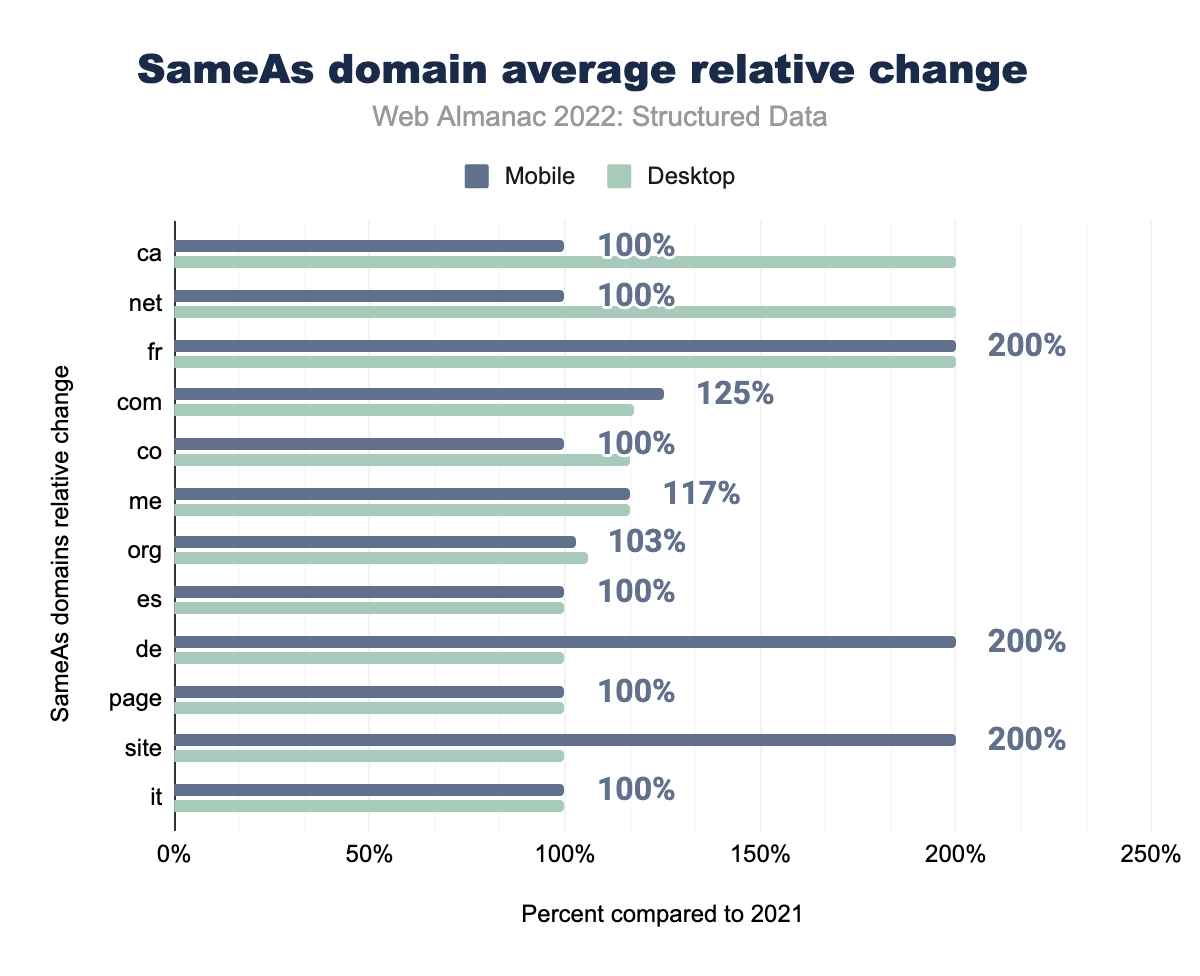 SameAs domain average relative change
Web Almanac 2022: Structured Data
Mobile Desktop
SameAs domains relative change
ca 100%
net 100%
fr 200%
com 125%
co 100%
me 117%
org 103%
es 100%
de 200%
page 100%
site 200%
it 100%
0% 50% 100% 150% 200% 250%
Percent compared to 2021